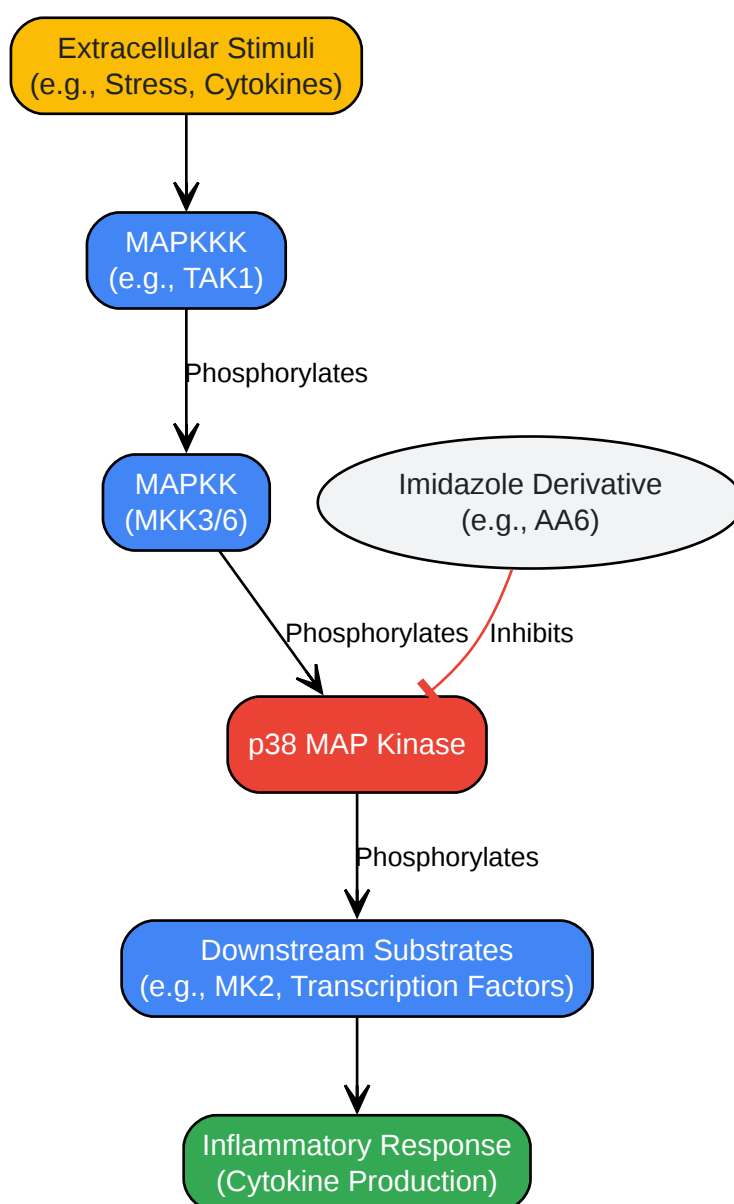 Extracellular Stimuli
(e.g., Stress, Cytokines)
MAPKKK
(e.g., TAK1)
Phosphorylates
MAPKK
(MKK3/6)
Imidazole Derivative
(e.g., AA6)
Phosphorylates
Inhibits
p38 MAP Kinase
Phosphorylates
Downstream Substrates
(e.g., MK2, Transcription Factors)
Inflammatory Response
(Cytokine Production)